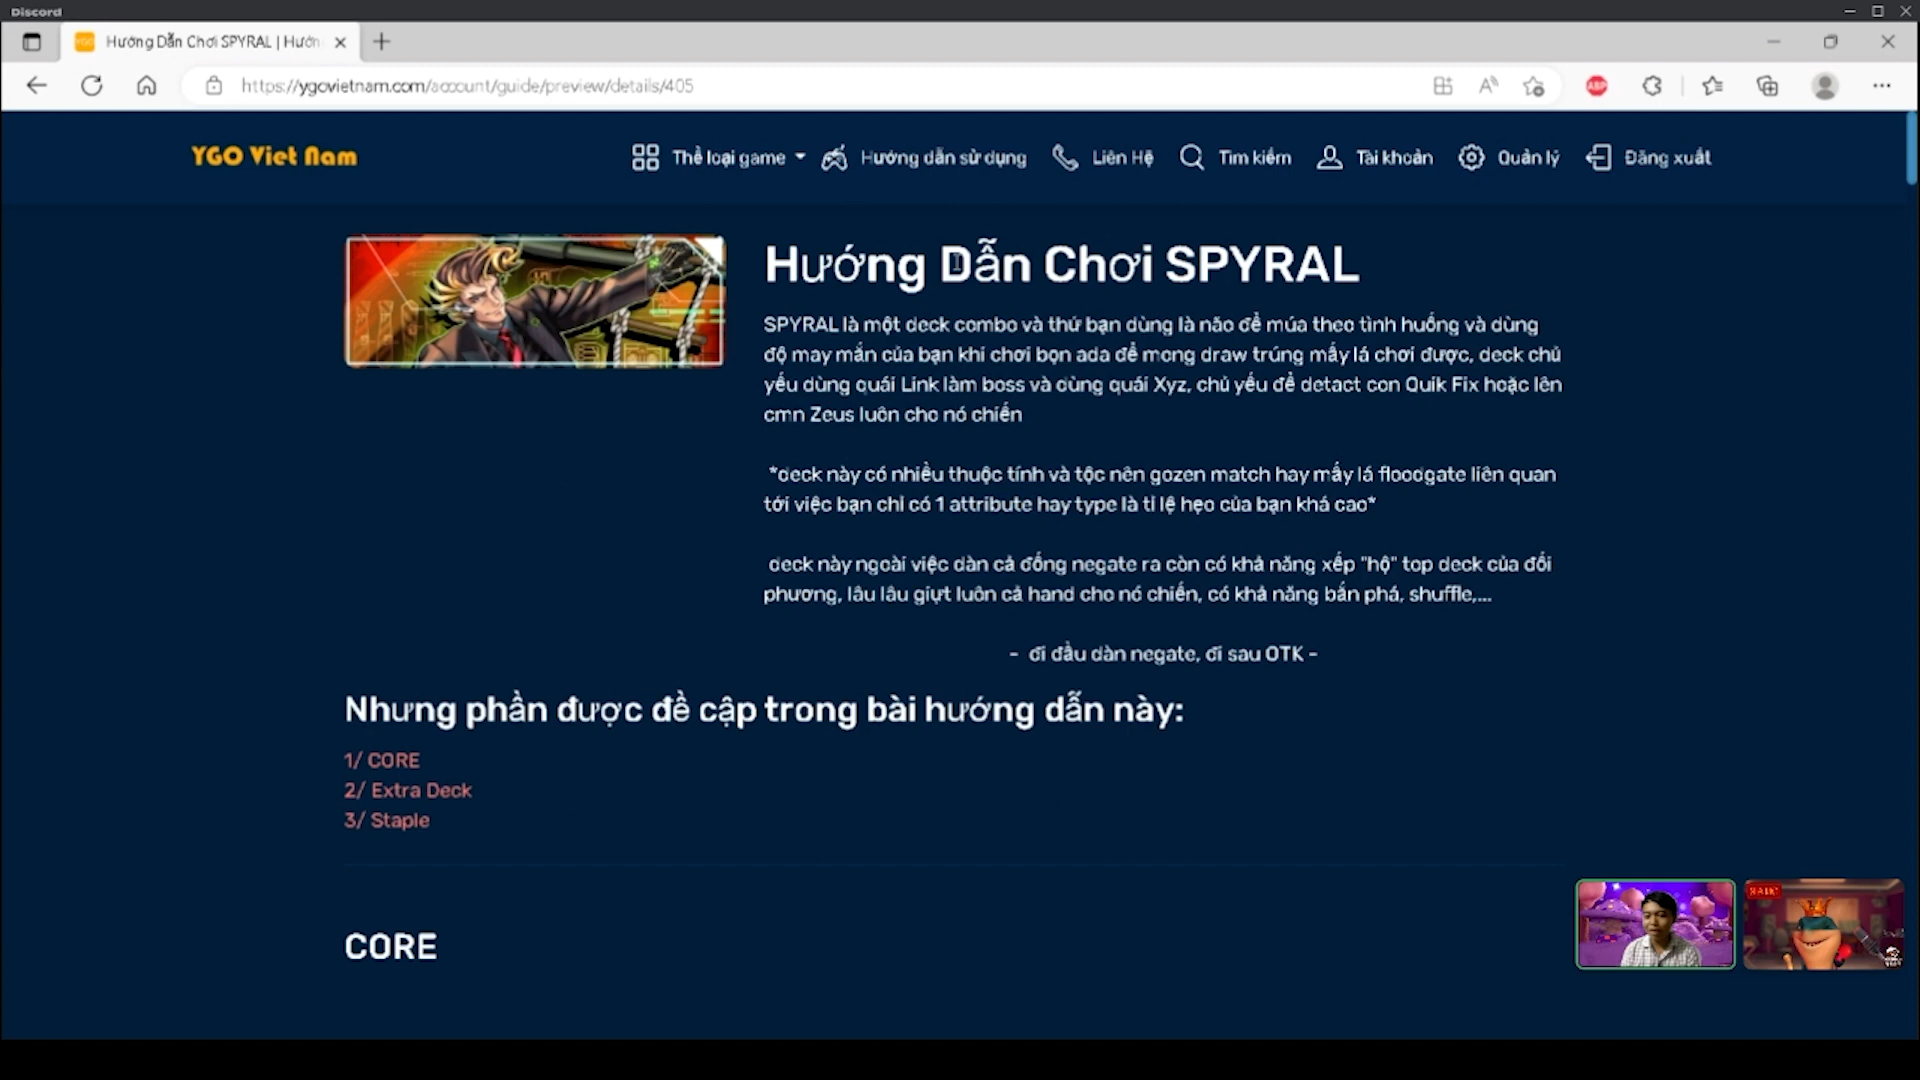 Discord
Hướng Dẫn Chơi SPYRAL | Hướn
https://ygovietnam.com/account/guide/preview/details/405
ABP
YGO Viet Nam
Thể loại game
Hướng dẫn sử dụng
Liên Hệ
Tìm kiếm
Tài khoản
Quản lý
Đăng xuất
Hướng Dẫn Chơi SPYRAL
SPYRAL là một deck combo và thứ bạn dùng là não để múa theo tình huống và dùng
độ may mắn của bạn khi chơi bọn ada để mong draw trúng mấy lá chơi được, deck chủ
yếu dùng quái Link làm boss và dùng quái Xyz, chủ yếu để detact con Quik Fix hoặc lên
cmn Zeus luôn cho nó chiến
*deck này có nhiều thuộc tính và tộc nên gozen match hay mấy lá floodgate liên quan
tới việc bạn chỉ có 1 attribute hay type là tỉ lệ hẹo của bạn khá cao*
deck này ngoài việc dàn cả đống negate ra còn có khả năng xếp "hộ" top deck của đối
phương, lâu lâu giựt luôn cả hand cho nó chiến, có khả năng bắn phá, shuffle,...
- đi đầu dàn negate, đi sau OTK -
Nhưng phần được đề cập trong bài hướng dẫn này:
1/ CORE
2/ Extra Deck
3/ Staple
CORE